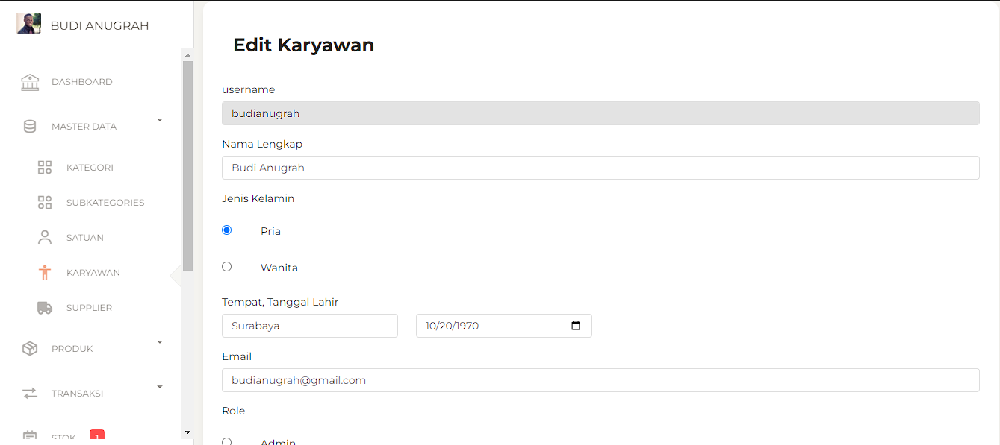 BUDI ANUGRAH
DASHBOARD
MASTER DATA
KATEGORI
SUBKATEGORIES
SATUAN
KARYAWAN
SUPPLIER
PRODUK
TRANSAKSI
STOK 1
Edit Karyawan
username
budianugrah
Nama Lengkap
Budi Anugrah
Jenis Kelamin
Pria
Wanita
Tempat, Tanggal Lahir
Surabaya 10/20/1970
Email
budianugrah@gmail.com
Role
Admin